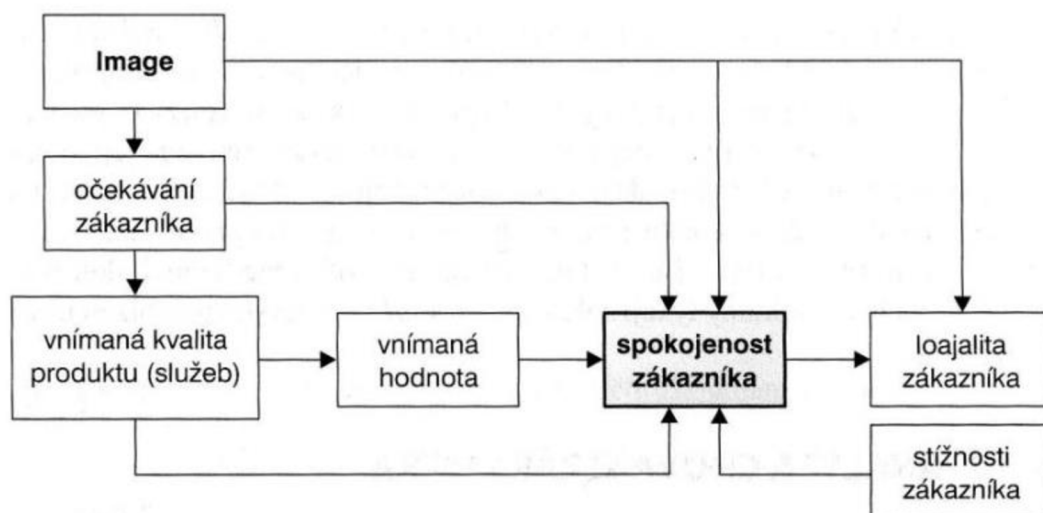 Image
očekávání
zákazníka
vnímaná kvalita
produktu (služeb)
vnímaná
hodnota
spokojenost
zákazníka
loajalita
zákazníka
stížnosti
zákazníka